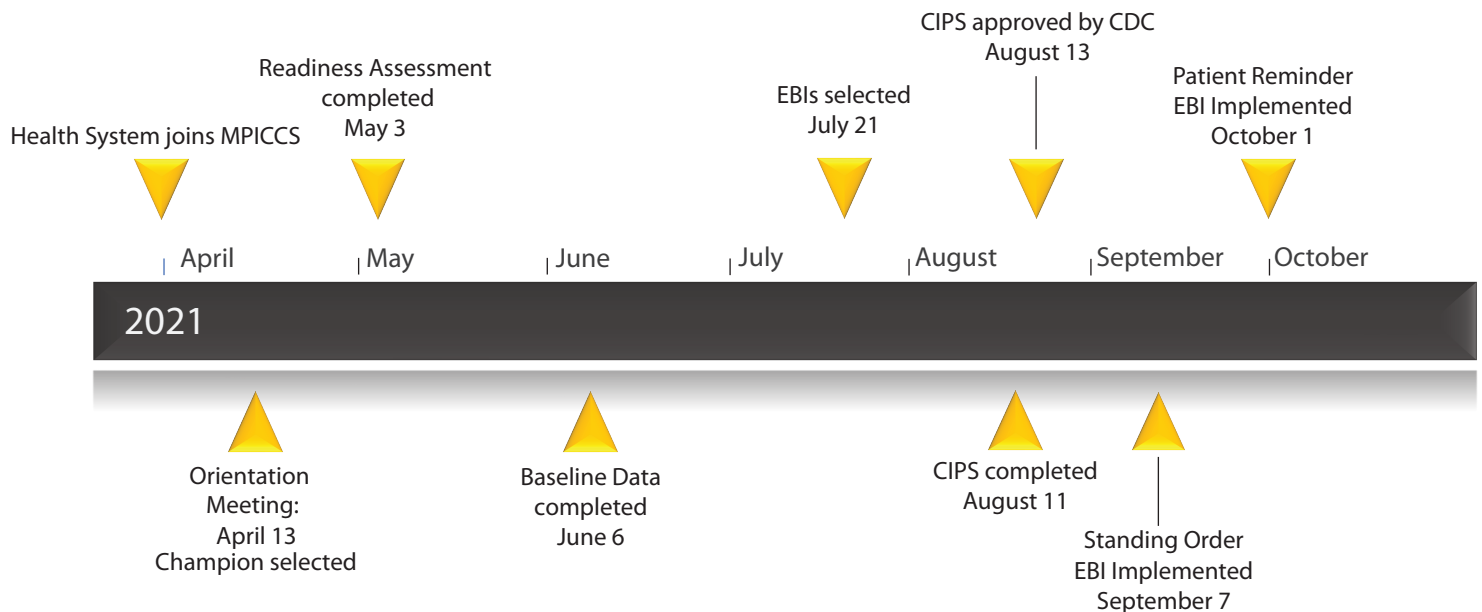 CIPS approved by CDC
August 13
Readiness Assessment
completed
May 3
EBIs selected
July 21
Patient Reminder
EBI Implemented
October 1
Health System joins MPICCS
April
May
June
July
August
September
October
2021
Orientation
Meeting:
April 13
Champion selected
Baseline Data
completed
June 6
CIPS completed
August 11
Standing Order
EBI Implemented
September 7